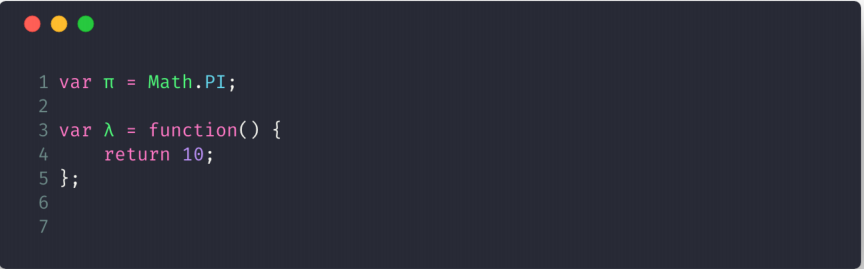 1 var π = Math.PI;
2
3 var λ = function() {
4     return 10;
5 };
6
7